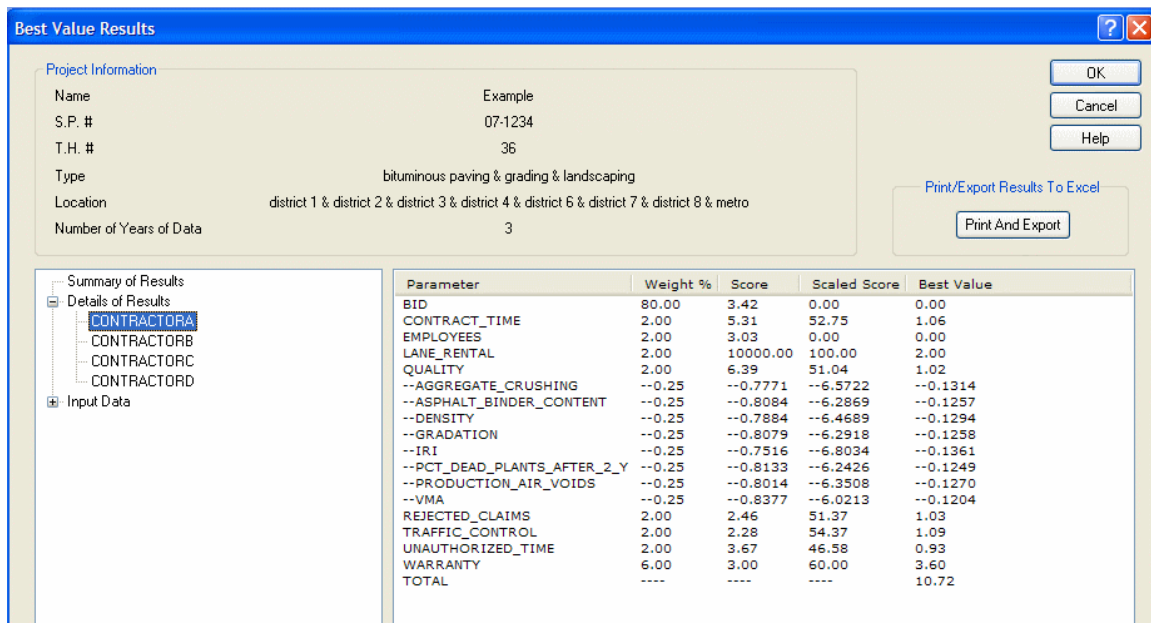 Best Value Results
Project Information
Name Example
S.P. # 07-1234
T.H. # 36
Type bituminous paving & grading & landscaping
Location district 1 & district 2 & district 3 & district 4 & district 6 & district 7 & district 8 & metro
Number of Years of Data 3
OK
Cancel
Help
Print/Export Results To Excel
Print And Export
Summary of Results
Details of Results
CONTRACTORA
CONTRACTORB
CONTRACTORC
CONTRACTORD
Input Data
Parameter Weight % Score Scaled Score Best Value
BID 80.00 3.42 0.00 0.00
CONTRACT_TIME 2.00 5.31 52.75 1.06
EMPLOYEES 2.00 3.03 0.00 0.00
LANE_RENTAL 2.00 10000.00 100.00 2.00
QUALITY 2.00 6.39 51.04 1.02
--AGGREGATE_CRUSHING --0.25 --0.7771 --6.5722 --0.1314
--ASPHALT_BINDER_CONTENT --0.25 --0.8084 --6.2869 --0.1257
--DENSITY --0.25 --0.7884 --6.4689 --0.1294
--GRADATION --0.25 --0.8079 --6.2918 --0.1258
--IRI --0.25 --0.7516 --6.8034 --0.1361
--PCT_DEAD_PLANTS_AFTER_2_Y --0.25 --0.8133 --6.2426 --0.1249
--PRODUCTION_AIR_VOIDS --0.25 --0.8014 --6.3508 --0.1270
--VMA --0.25 --0.8377 --6.0213 --0.1204
REJECTED_CLAIMS 2.00 2.46 51.37 1.03
TRAFFIC_CONTROL 2.00 2.28 54.37 1.09
UNAUTHORIZED_TIME 2.00 3.67 46.58 0.93
WARRANTY 6.00 3.00 60.00 3.60
TOTAL ---- ---- ---- 10.72